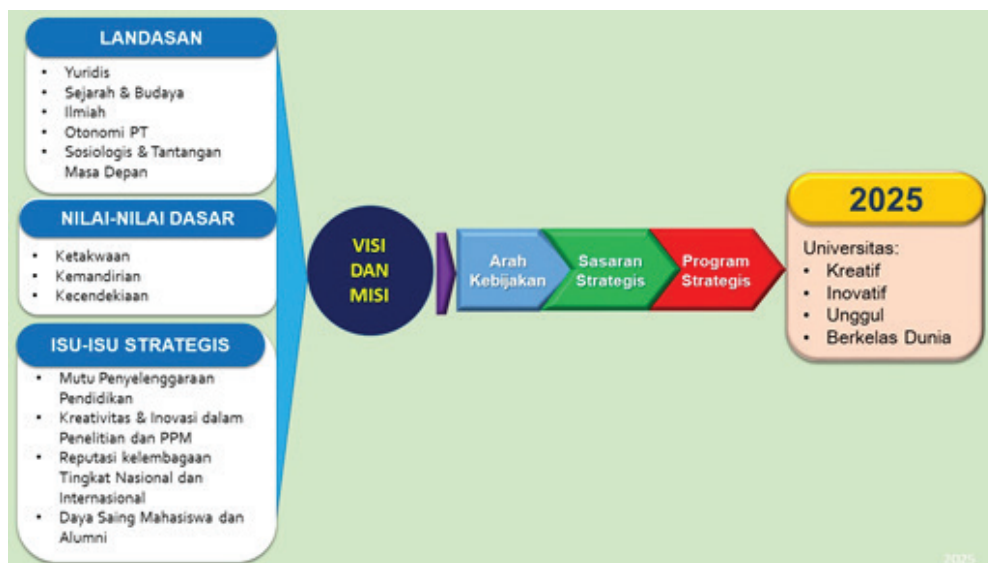 LANDASAN
• Yuridis
• Sejarah & Budaya
• Ilmiah
• Otonomi PT
• Sosiologis & Tantangan
Masa Depan
NILAI-NILAI DASAR
• Ketakwaan
• Kemandirian
• Kecendekiaan
ISU-ISU STRATEGIS
• Mutu Penyelenggaraan
Pendidikan
• Kreativitas & Inovasi dalam
Penelitian dan PPM
• Reputasi kelembagaan
Tingkat Nasional dan
Internasional
• Daya Saing Mahasiswa dan
Alumni
VISI
DAN
MISI
Arah
Kebijakan
Sasaran
Strategis
Program
Strategis
2025
Universitas:
• Kreatif
• Inovatif
• Unggul
• Berkelas Dunia
2025